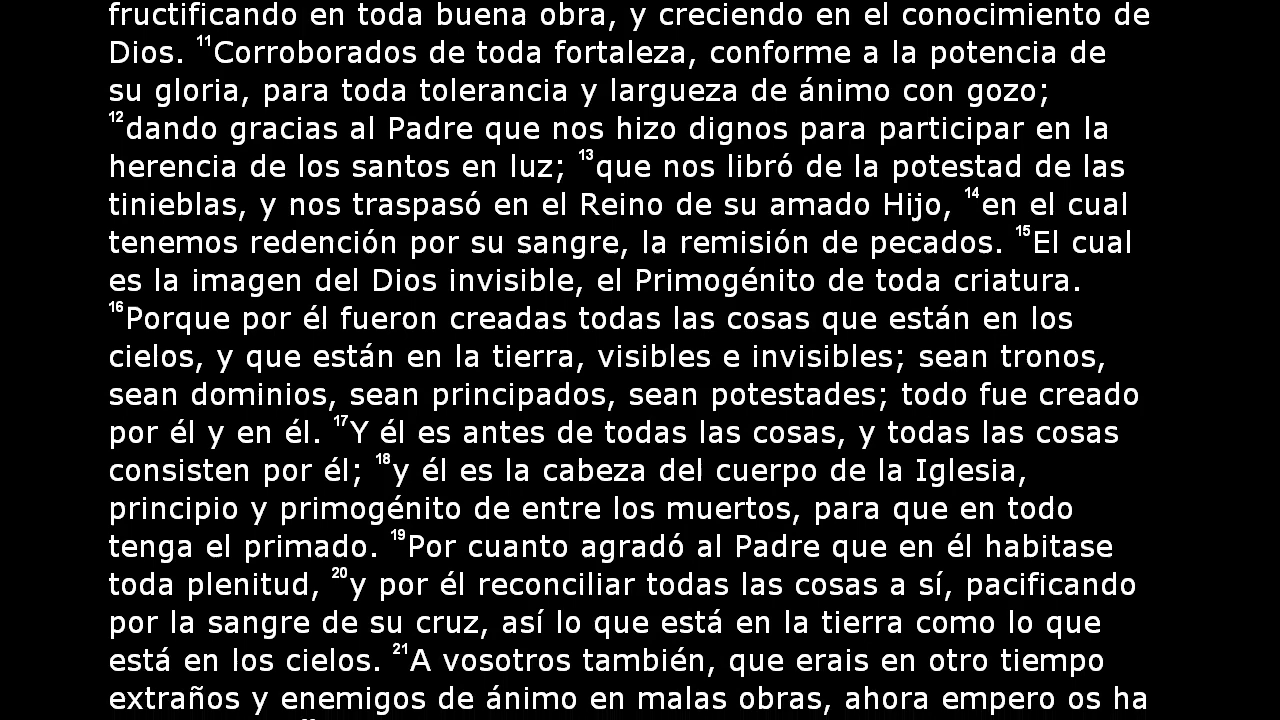 fructificando en toda buena obra, y creciendo en el conocimiento de
Dios. 11Corroborados de toda fortaleza, conforme a la potencia de
su gloria, para toda tolerancia y largueza de ánimo con gozo;
12dando gracias al Padre que nos hizo dignos para participar en la
herencia de los santos en luz; 13que nos libró de la potestad de las
tinieblas, y nos traspasó en el Reino de su amado Hijo, 14en el cual
tenemos redención por su sangre, la remisión de pecados. 15El cual
es la imagen del Dios invisible, el Primogénito de toda criatura.
16Porque por él fueron creadas todas las cosas que están en los
cielos, y que están en la tierra, visibles e invisibles; sean tronos,
sean dominios, sean principados, sean potestades; todo fue creado
por él y en él. 17Y él es antes de todas las cosas, y todas las cosas
consisten por él; 18y él es la cabeza del cuerpo de la Iglesia,
principio y primogénito de entre los muertos, para que en todo
tenga el primado. 19Por cuanto agradó al Padre que en él habitase
toda plenitud, 20y por él reconciliar todas las cosas a sí, pacificando
por la sangre de su cruz, así lo que está en la tierra como lo que
está en los cielos. 21A vosotros también, que erais en otro tiempo
extraños y enemigos de ánimo en malas obras, ahora empero os ha